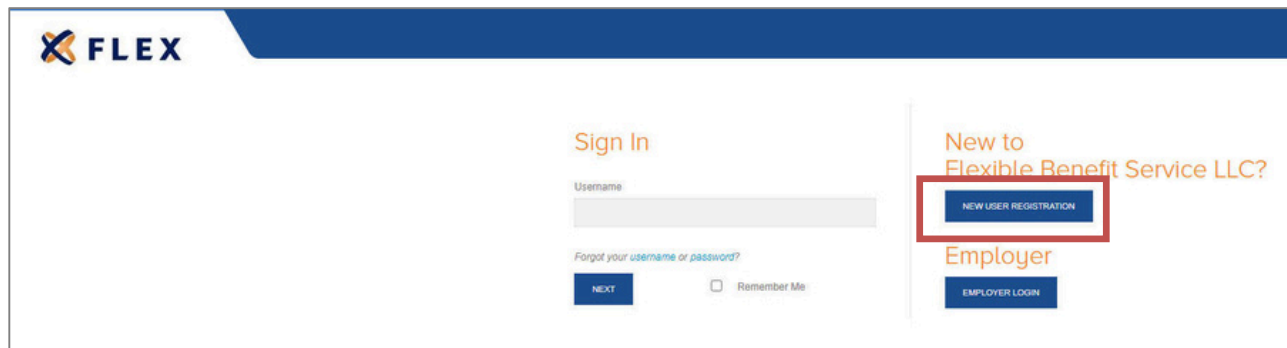 FLEX
Sign In
Username
Forgot your username or password?
NEXT
Remember Me
New to
Flexible Benefit Service LLC?
NEW USER REGISTRATION
Employer
EMPLOYER LOGIN